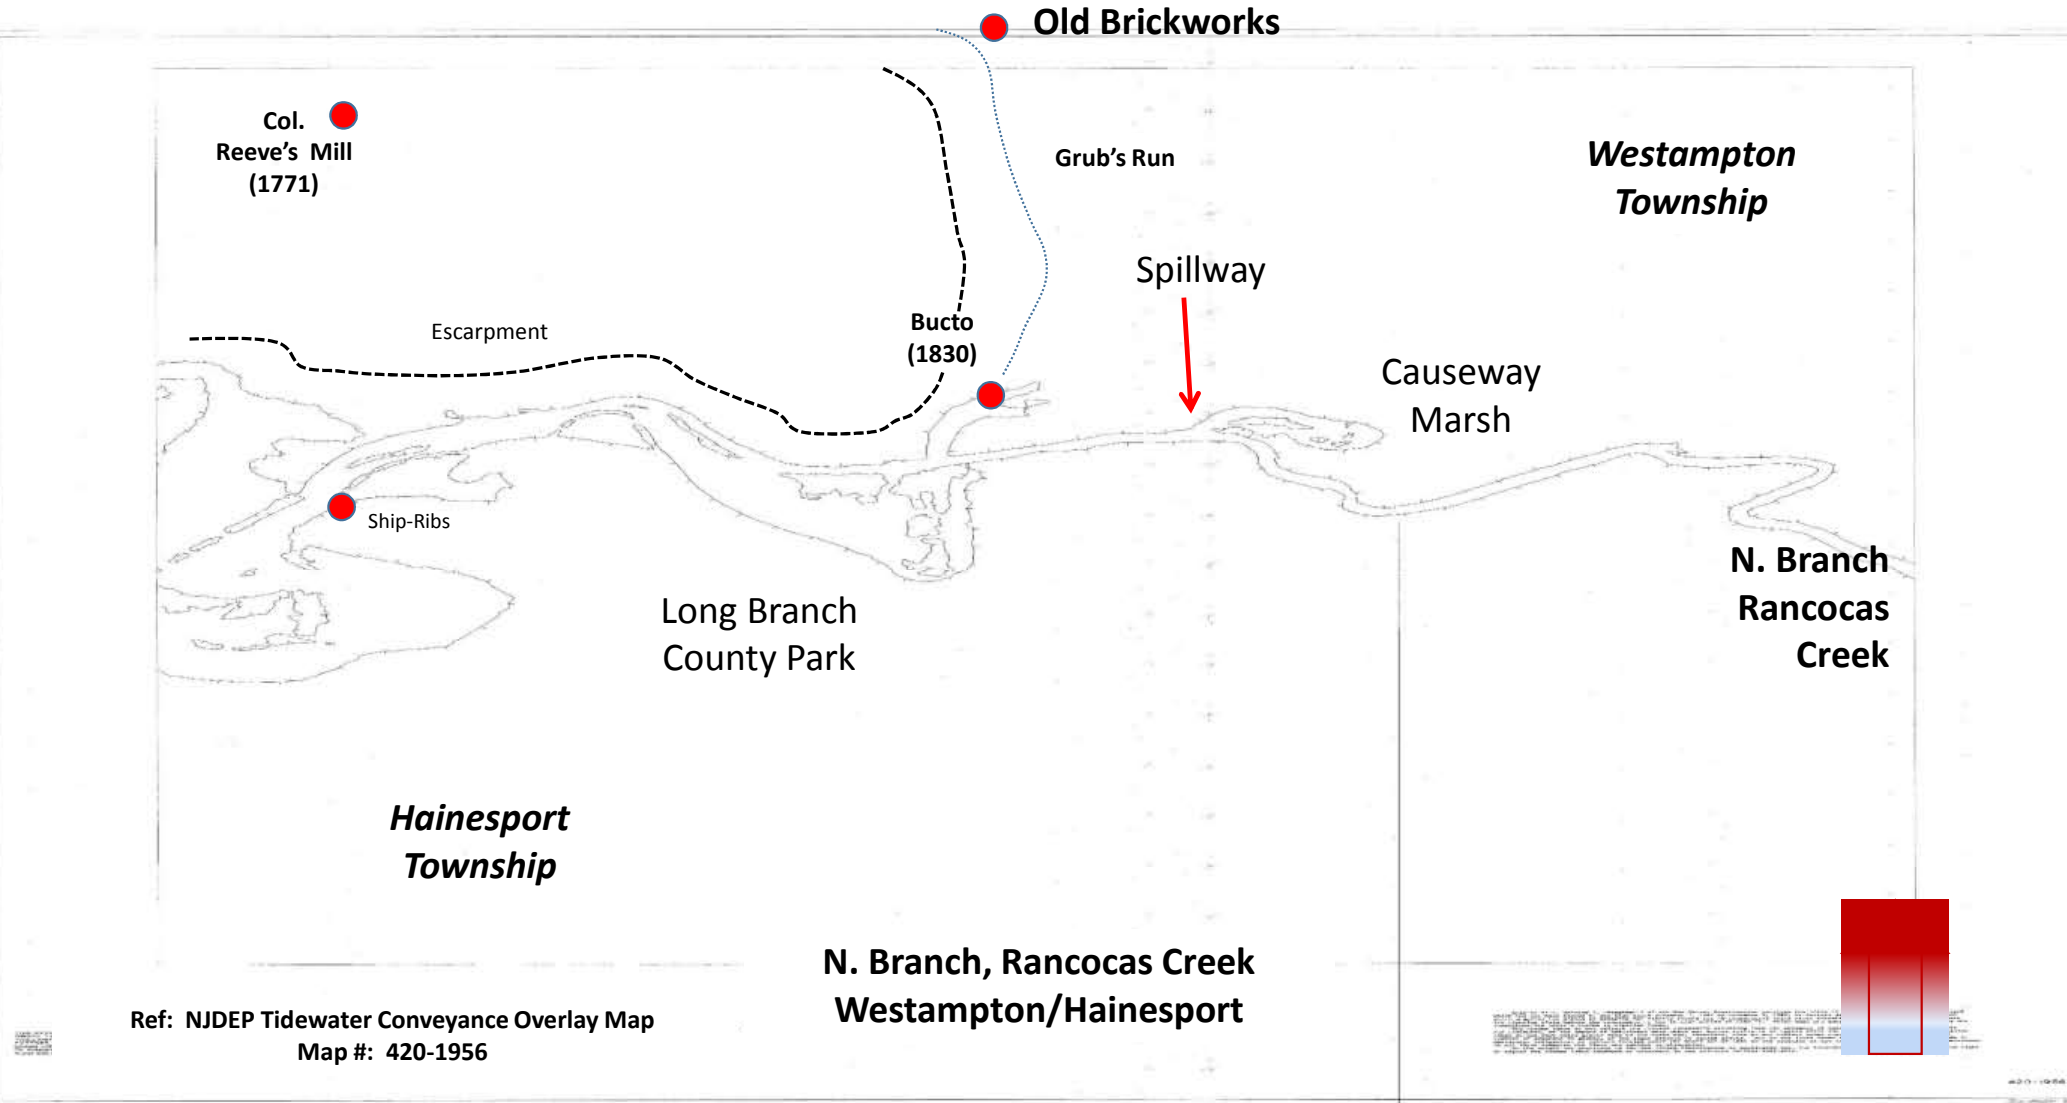 Old Brickworks
Col.
Reeve's Mill
(1771)
Grub's Run
Westampton
Township
Spillway
Escarpment
Bucto
(1830)
Causeway
Marsh
Ship-Ribs
N. Branch
Rancocas
Creek
Long Branch
County Park
Hainesport
Township
N. Branch, Rancocas Creek
Westampton/Hainesport
Ref: NJDEP Tidewater Conveyance Overlay Map
Map #: 420-1956
420-1956